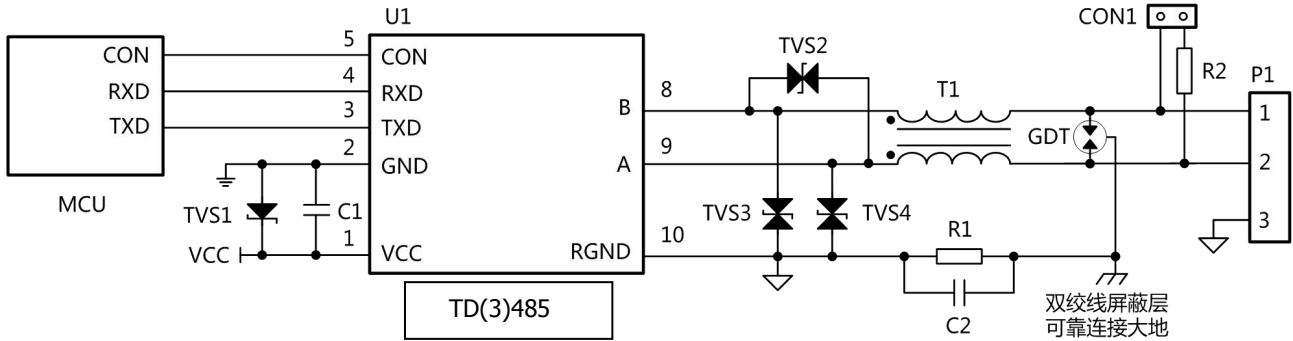 U1
CON1
MCU
CON
RXD
TXD
5
4
3
2
1
CON
RXD
TXD
GND
VCC
B
A
RGND
8
9
10
TVS1
C1
VCC
TVS2
TVS3
TVS4
T1
GDT
R2
P1
1
2
3
R1
C2
TD(3)485
双绞线屏蔽层
可靠连接大地